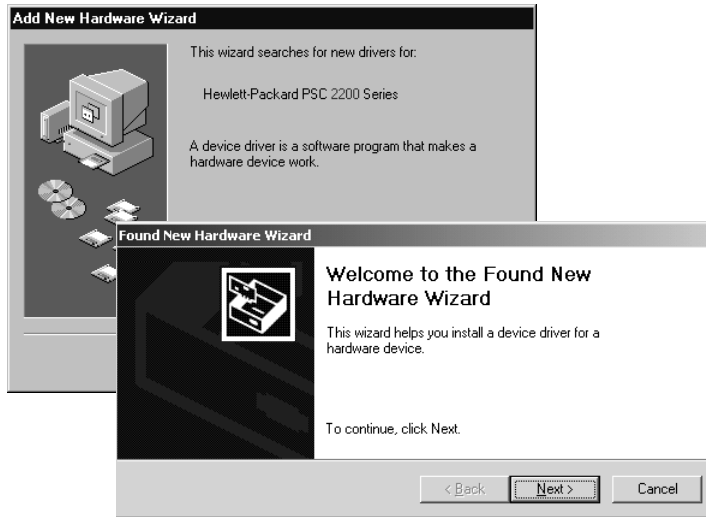 Add New Hardware Wizard
This wizard searches for new drivers for:
Hewlett-Packard PSC 2200 Series
A device driver is a software program that makes a
hardware device work.
Found New Hardware Wizard
Welcome to the Found New
Hardware Wizard
This wizard helps you install a device driver for a
hardware device.
To continue, click Next.
< Back
Next >
Cancel